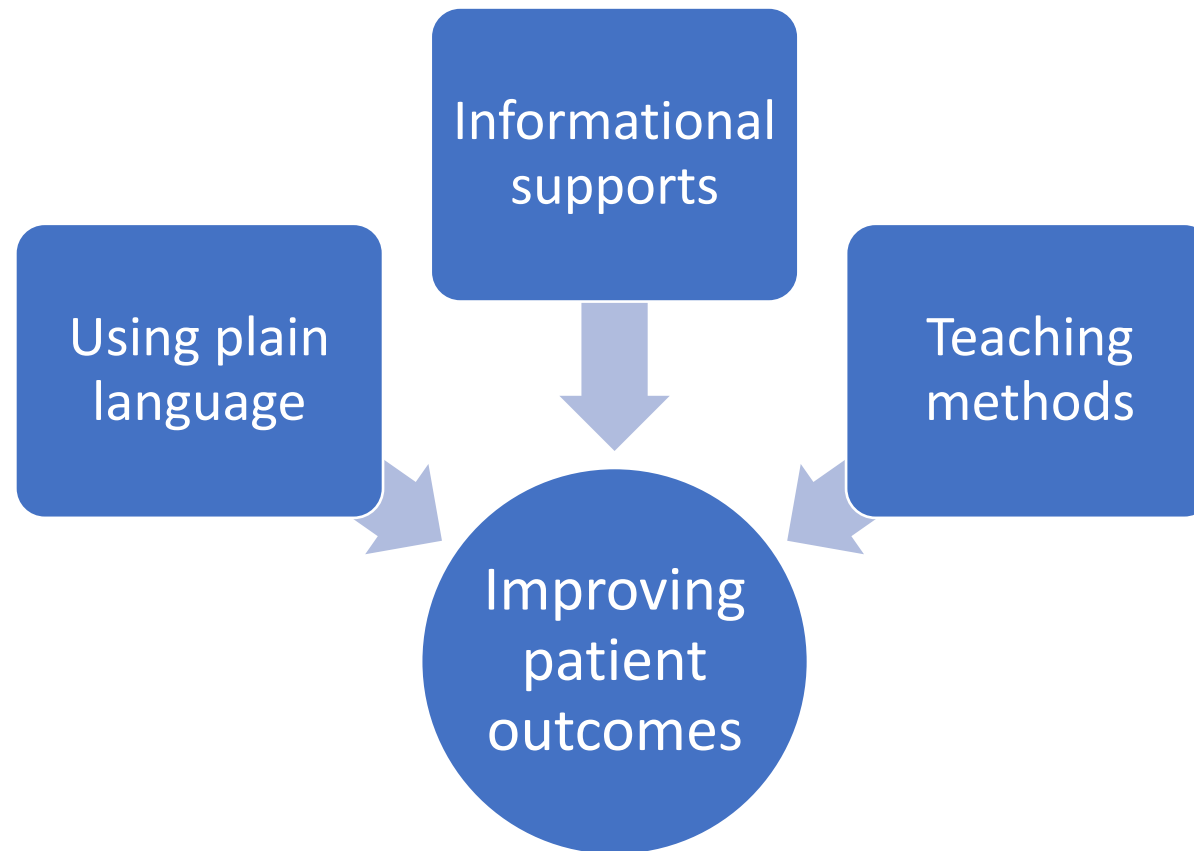 Informational
supports
Using plain
language
Teaching
methods
Improving
patient
outcomes